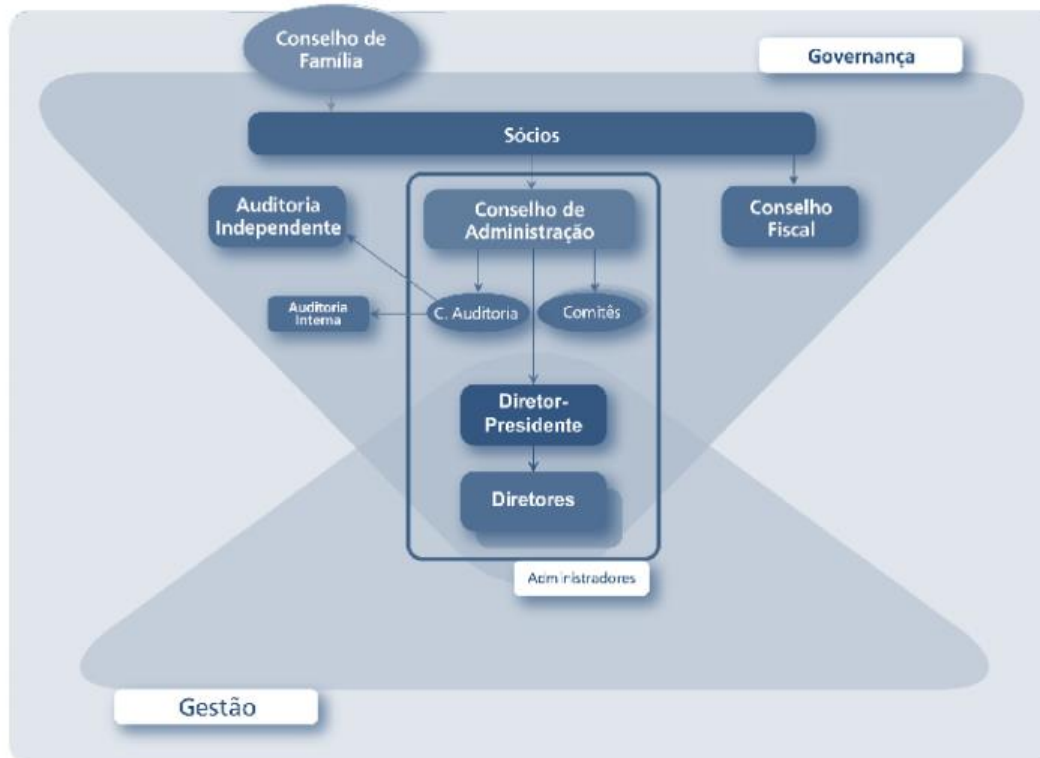 Conselho de
Família
Governança
Sócios
Auditoria
Independente
Conselho de
Administração
Conselho
Fiscal
Auditoria
Interna
C. Auditoria
Comitês
Diretor-
Presidente
Diretores
Administradores
Gestão